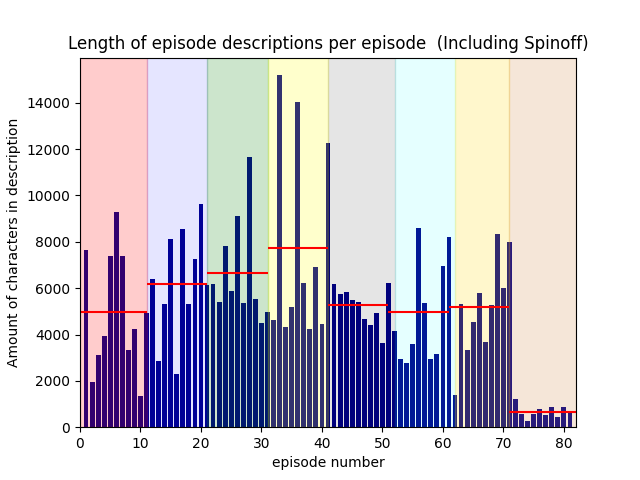 Length of episode descriptions per episode  (Including Spinoff)
Amount of characters in description
14000
12000
10000
8000
6000
4000
2000
0
0 10 20 30 40 50 60 70 80
episode number